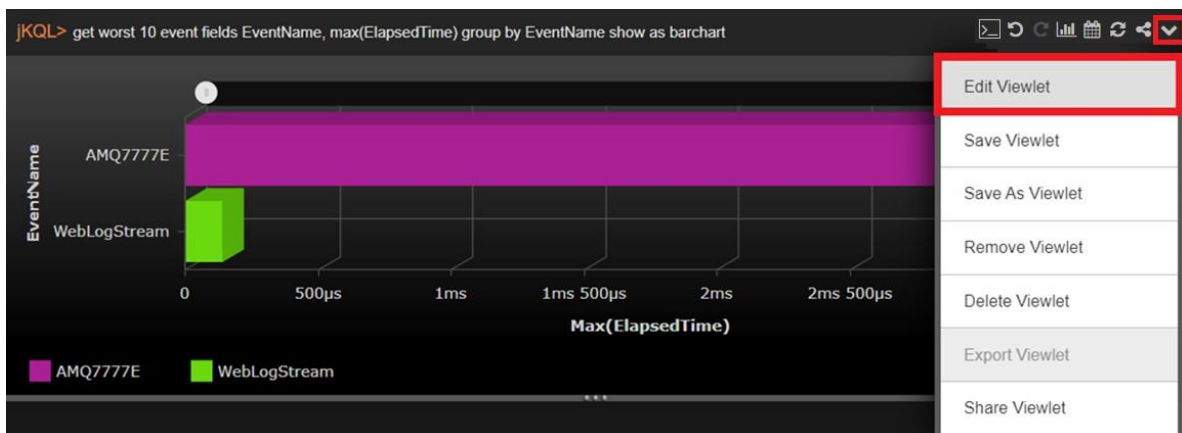 jKQL> get worst 10 event fields EventName, max(ElapsedTime) group by EventName show as barchart
Edit Viewlet
Save Viewlet
Save As Viewlet
Remove Viewlet
Delete Viewlet
Export Viewlet
Share Viewlet
EventName
AMQ7777E
WebLogStream
0 500µs 1ms 1ms 500µs 2ms 2ms 500µs
Max(ElapsedTime)
AMQ7777E WebLogStream